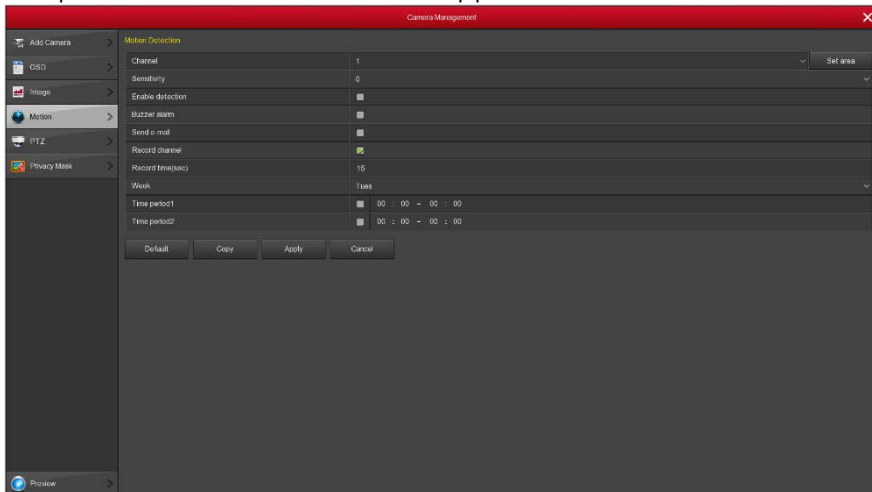 Camera Management
Add Camera
OSD
Image
Motion
PTZ
Privacy Mask
Preview
Motion Detection
Channel 1 Set area
Sensitivity 0
Enable detection
Buzzer alarm
Send e-mail
Record channel
Record time(sec) 15
Week Tues
Time period1 00 : 00 - 00 : 00
Time period2 00 : 00 - 00 : 00
Default Copy Apply Cancel